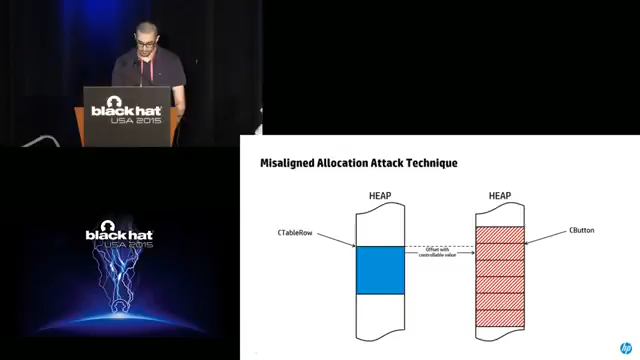 black hat
USA 2015
black hat
USA 2015
Misaligned Allocation Attack Technique
HEAP
HEAP
CTableRow
CButton
Offset with
controllable value
hp